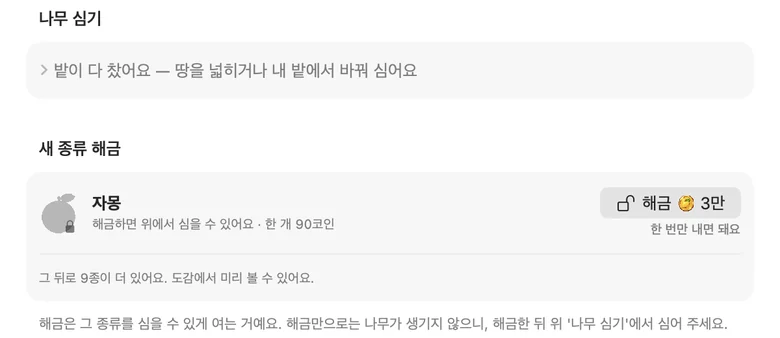 나무 심기
밭이 다 찼어요 — 땅을 넓히거나 내 밭에서 바꿔 심어요
새 종류 해금
자몽
해금하면 위에서 심을 수 있어요 · 한 개 90코인
해금 3만
한 번만 내면 돼요
그 뒤로 9종이 더 있어요. 도감에서 미리 볼 수 있어요.
해금은 그 종류를 심을 수 있게 여는 거예요. 해금만으로는 나무가 생기지 않으니, 해금한 뒤 위 '나무 심기'에서 심어 주세요.